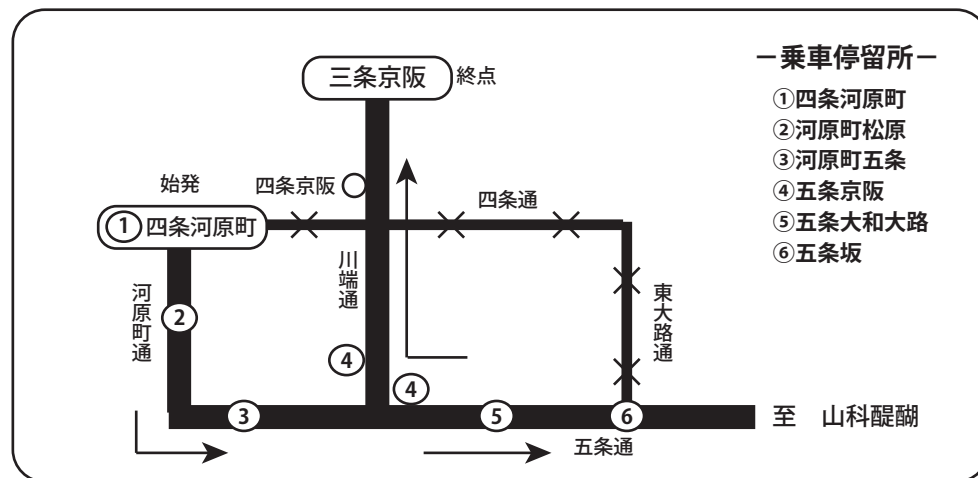 三条京阪
終点
始発
四条京阪
四条通
①四条河原町
川端通
河原町通
②
東大路通
④
④
③
⑤
⑥
至　山科醍醐
五条通
－乗車停留所－
①四条河原町
②河原町松原
③河原町五条
④五条京阪
⑤五条大和大路
⑥五条坂